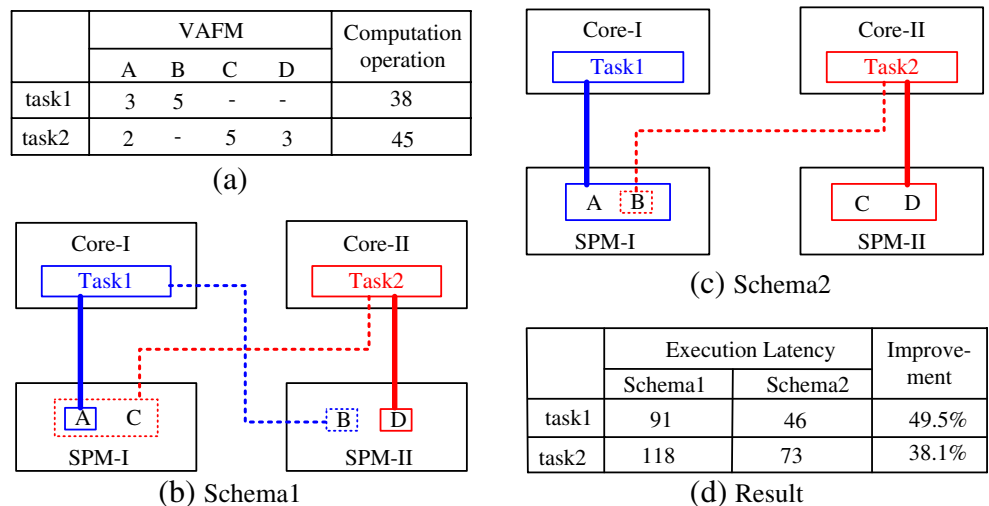 VAFM Computation operation
A B C D
task1 3 5 - - 38
task2 2 - 5 3 45
(a)
Core-I Core-II
Task1 Task2
A B C D
SPM-I SPM-II
(c) Schema2
Core-I Core-II
Task1 Task2
A C B D
SPM-I SPM-II
(b) Schema1
Execution Latency Improve-ment
Schema1 Schema2
task1 91 46 49.5%
task2 118 73 38.1%
(d) Result